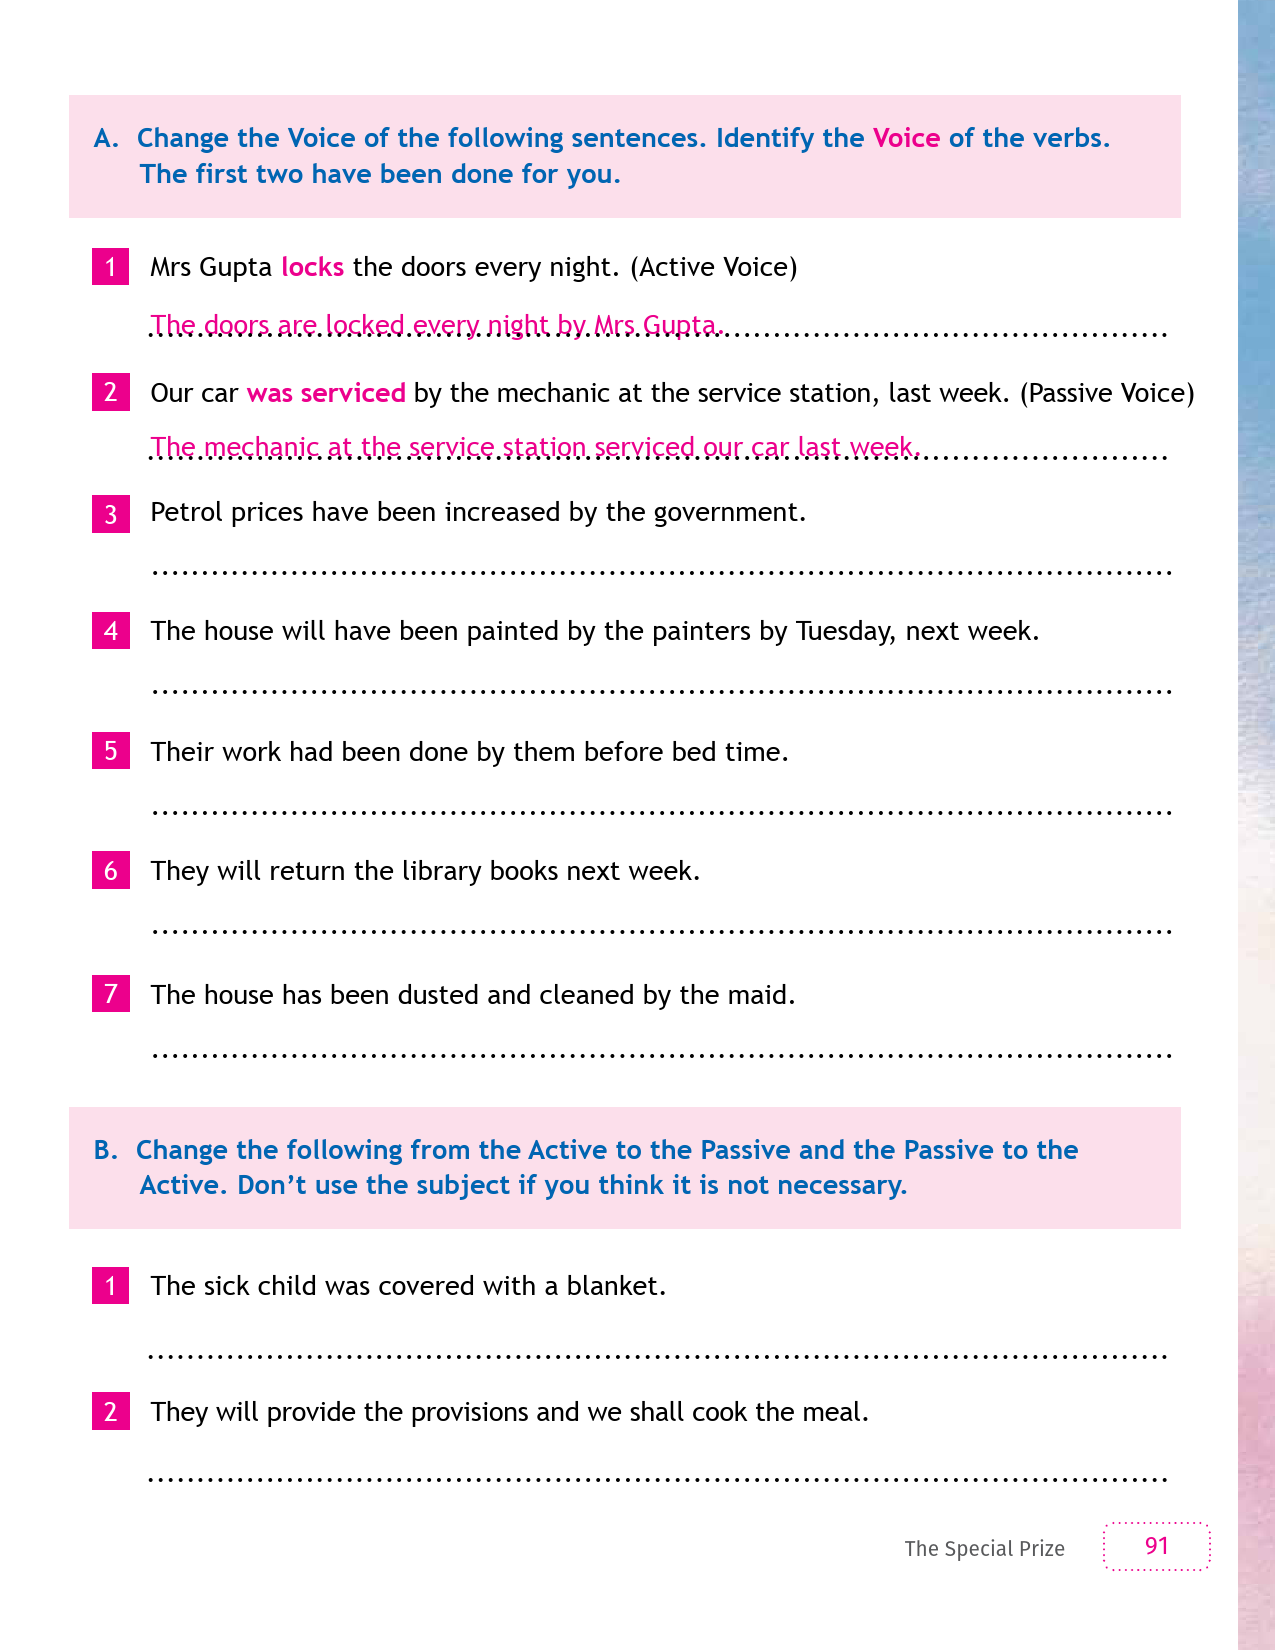 A. Change the Voice of the following sentences. Identify the Voice of the verbs.
The first two have been done for you.
1 Mrs Gupta locks the doors every night. (Active Voice)
The doors are locked every night by Mrs Gupta.
2 Our car was serviced by the mechanic at the service station, last week. (Passive Voice)
The mechanic at the service station serviced our car last week.
3 Petrol prices have been increased by the government.
4 The house will have been painted by the painters by Tuesday, next week.
5 Their work had been done by them before bed time.
6 They will return the library books next week.
7 The house has been dusted and cleaned by the maid.
B. Change the following from the Active to the Passive and the Passive to the
Active. Don’t use the subject if you think it is not necessary.
1 The sick child was covered with a blanket.
2 They will provide the provisions and we shall cook the meal.
The Special Prize 91